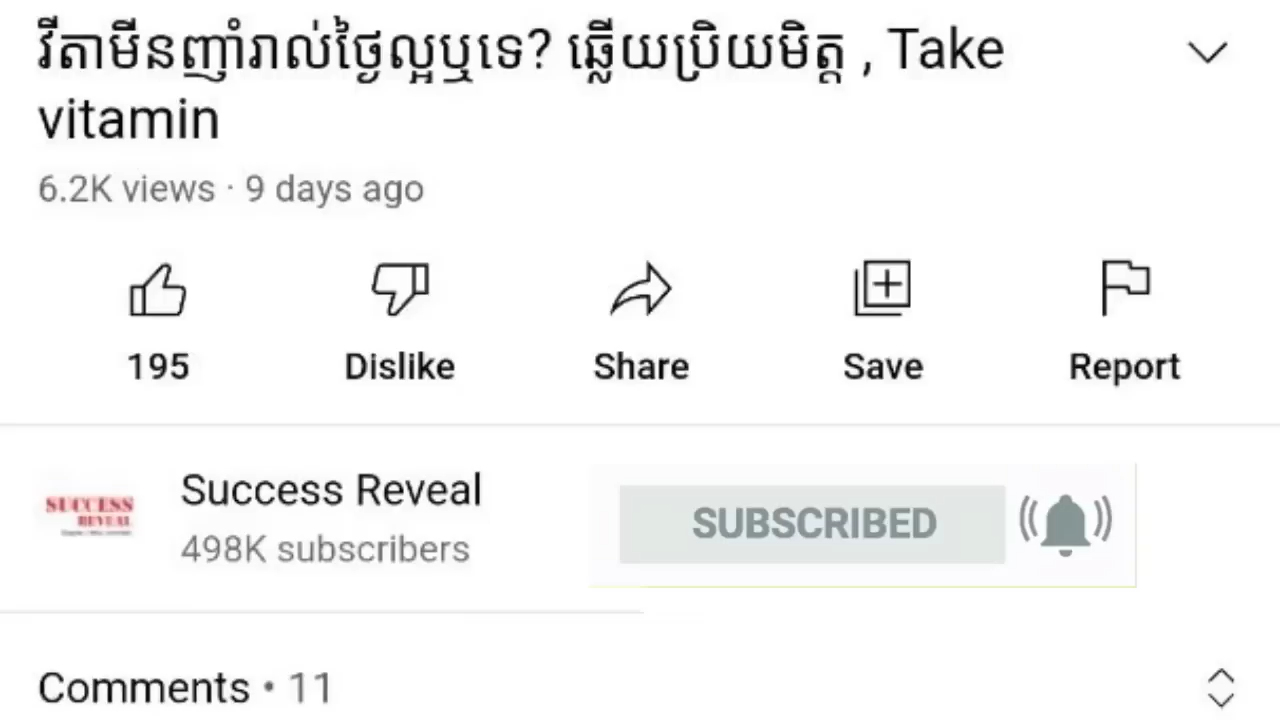 វីតាមីនញ៉ាំរាល់ថ្ងៃល្អឬទេ? ឆ្លើយប្រិយមិត្ត , Take
vitamin
6.2K views · 9 days ago
195 Dislike Share Save Report
SUCCESS
REVEAL
Success Reveal
498K subscribers
SUBSCRIBED
Comments • 11